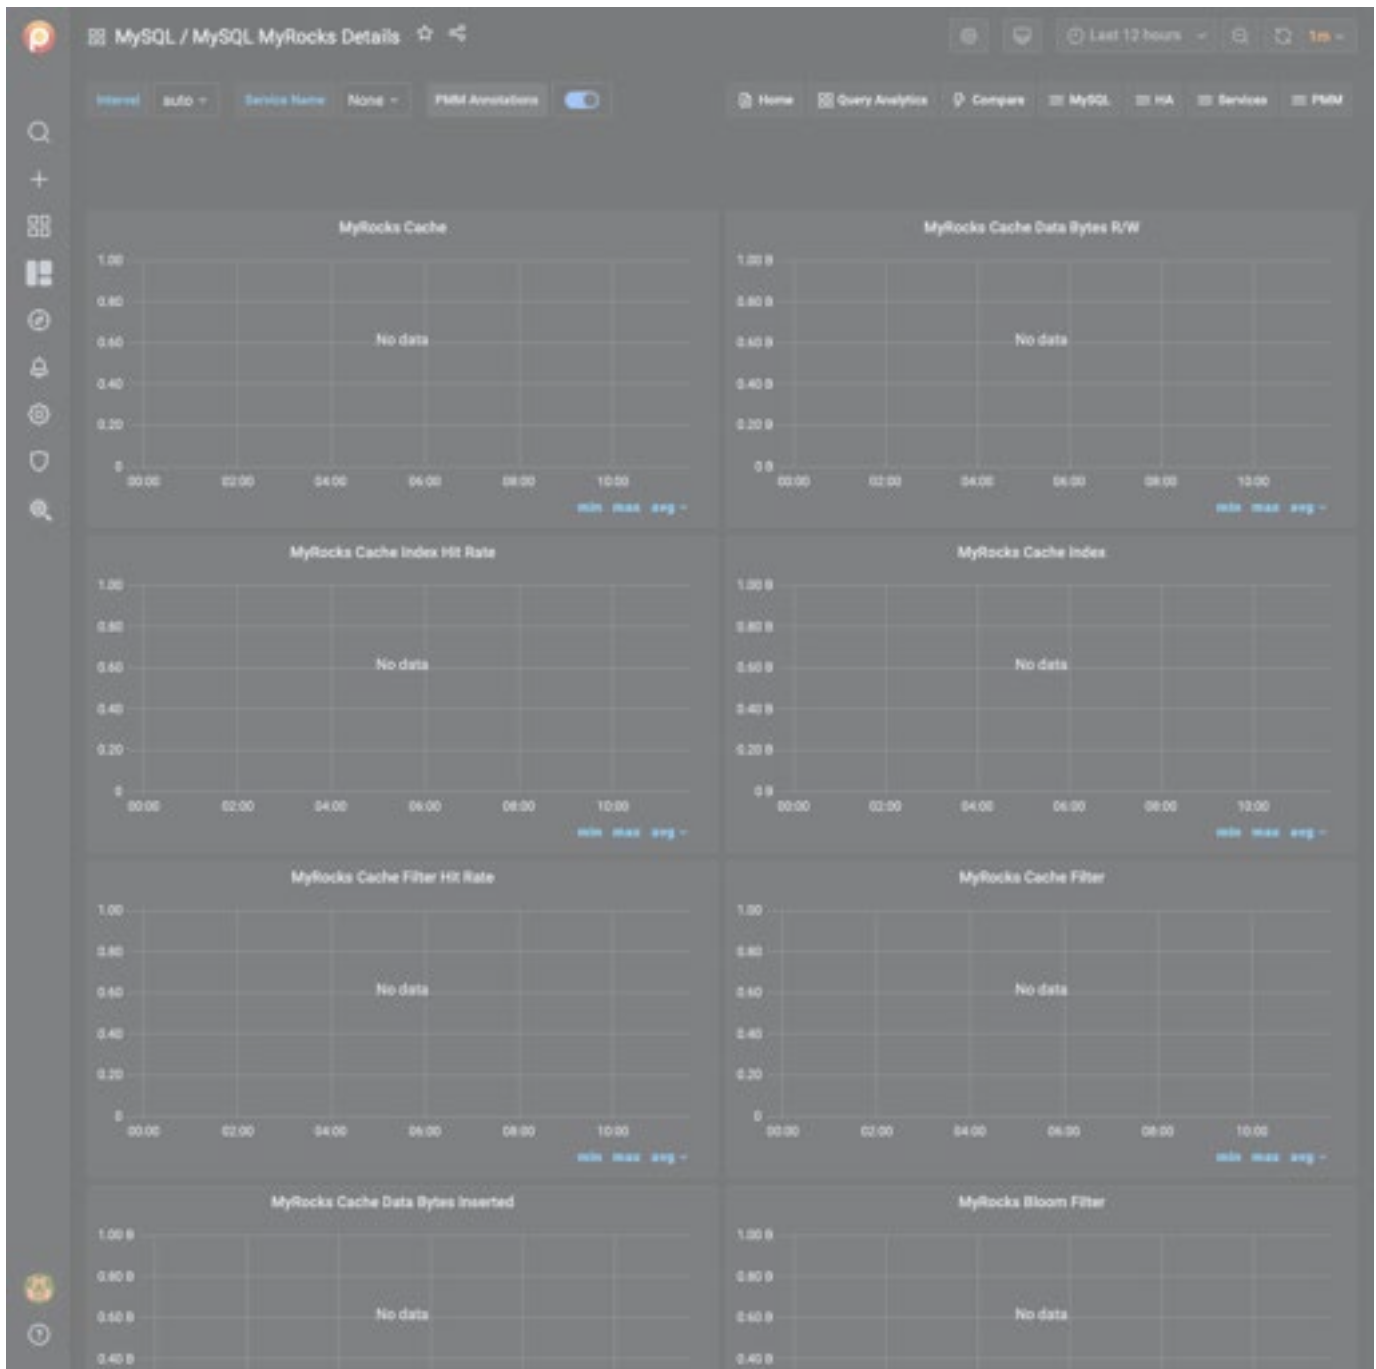 MySQL / MySQL MyRocks Details
Last 12 hours
1m
Interval auto Service Name None PMM Annotations
Home Query Analytics Compare MySQL HA Services PMM
MyRocks Cache
1.00
0.80
0.60
0.40
0.20
0
No data
00:00 02:00 04:00 06:00 08:00 10:00
min max avg
MyRocks Cache Data Bytes R/W
1.00 B
0.80 B
0.60 B
0.40 B
0.20 B
0 B
No data
00:00 02:00 04:00 06:00 08:00 10:00
min max avg
MyRocks Cache Index Hit Rate
1.00
0.80
0.60
0.40
0.20
0
No data
00:00 02:00 04:00 06:00 08:00 10:00
min max avg
MyRocks Cache Index
1.00 B
0.80 B
0.60 B
0.40 B
0.20 B
0 B
No data
00:00 02:00 04:00 06:00 08:00 10:00
min max avg
MyRocks Cache Filter Hit Rate
1.00
0.80
0.60
0.40
0.20
0
No data
00:00 02:00 04:00 06:00 08:00 10:00
min max avg
MyRocks Cache Filter
1.00
0.80
0.60
0.40
0.20
0
No data
00:00 02:00 04:00 06:00 08:00 10:00
min max avg
MyRocks Cache Data Bytes Inserted
1.00 B
0.80 B
0.60 B
0.40 B
No data
MyRocks Bloom Filter
1.00 B
0.80 B
0.60 B
0.40 B
No data